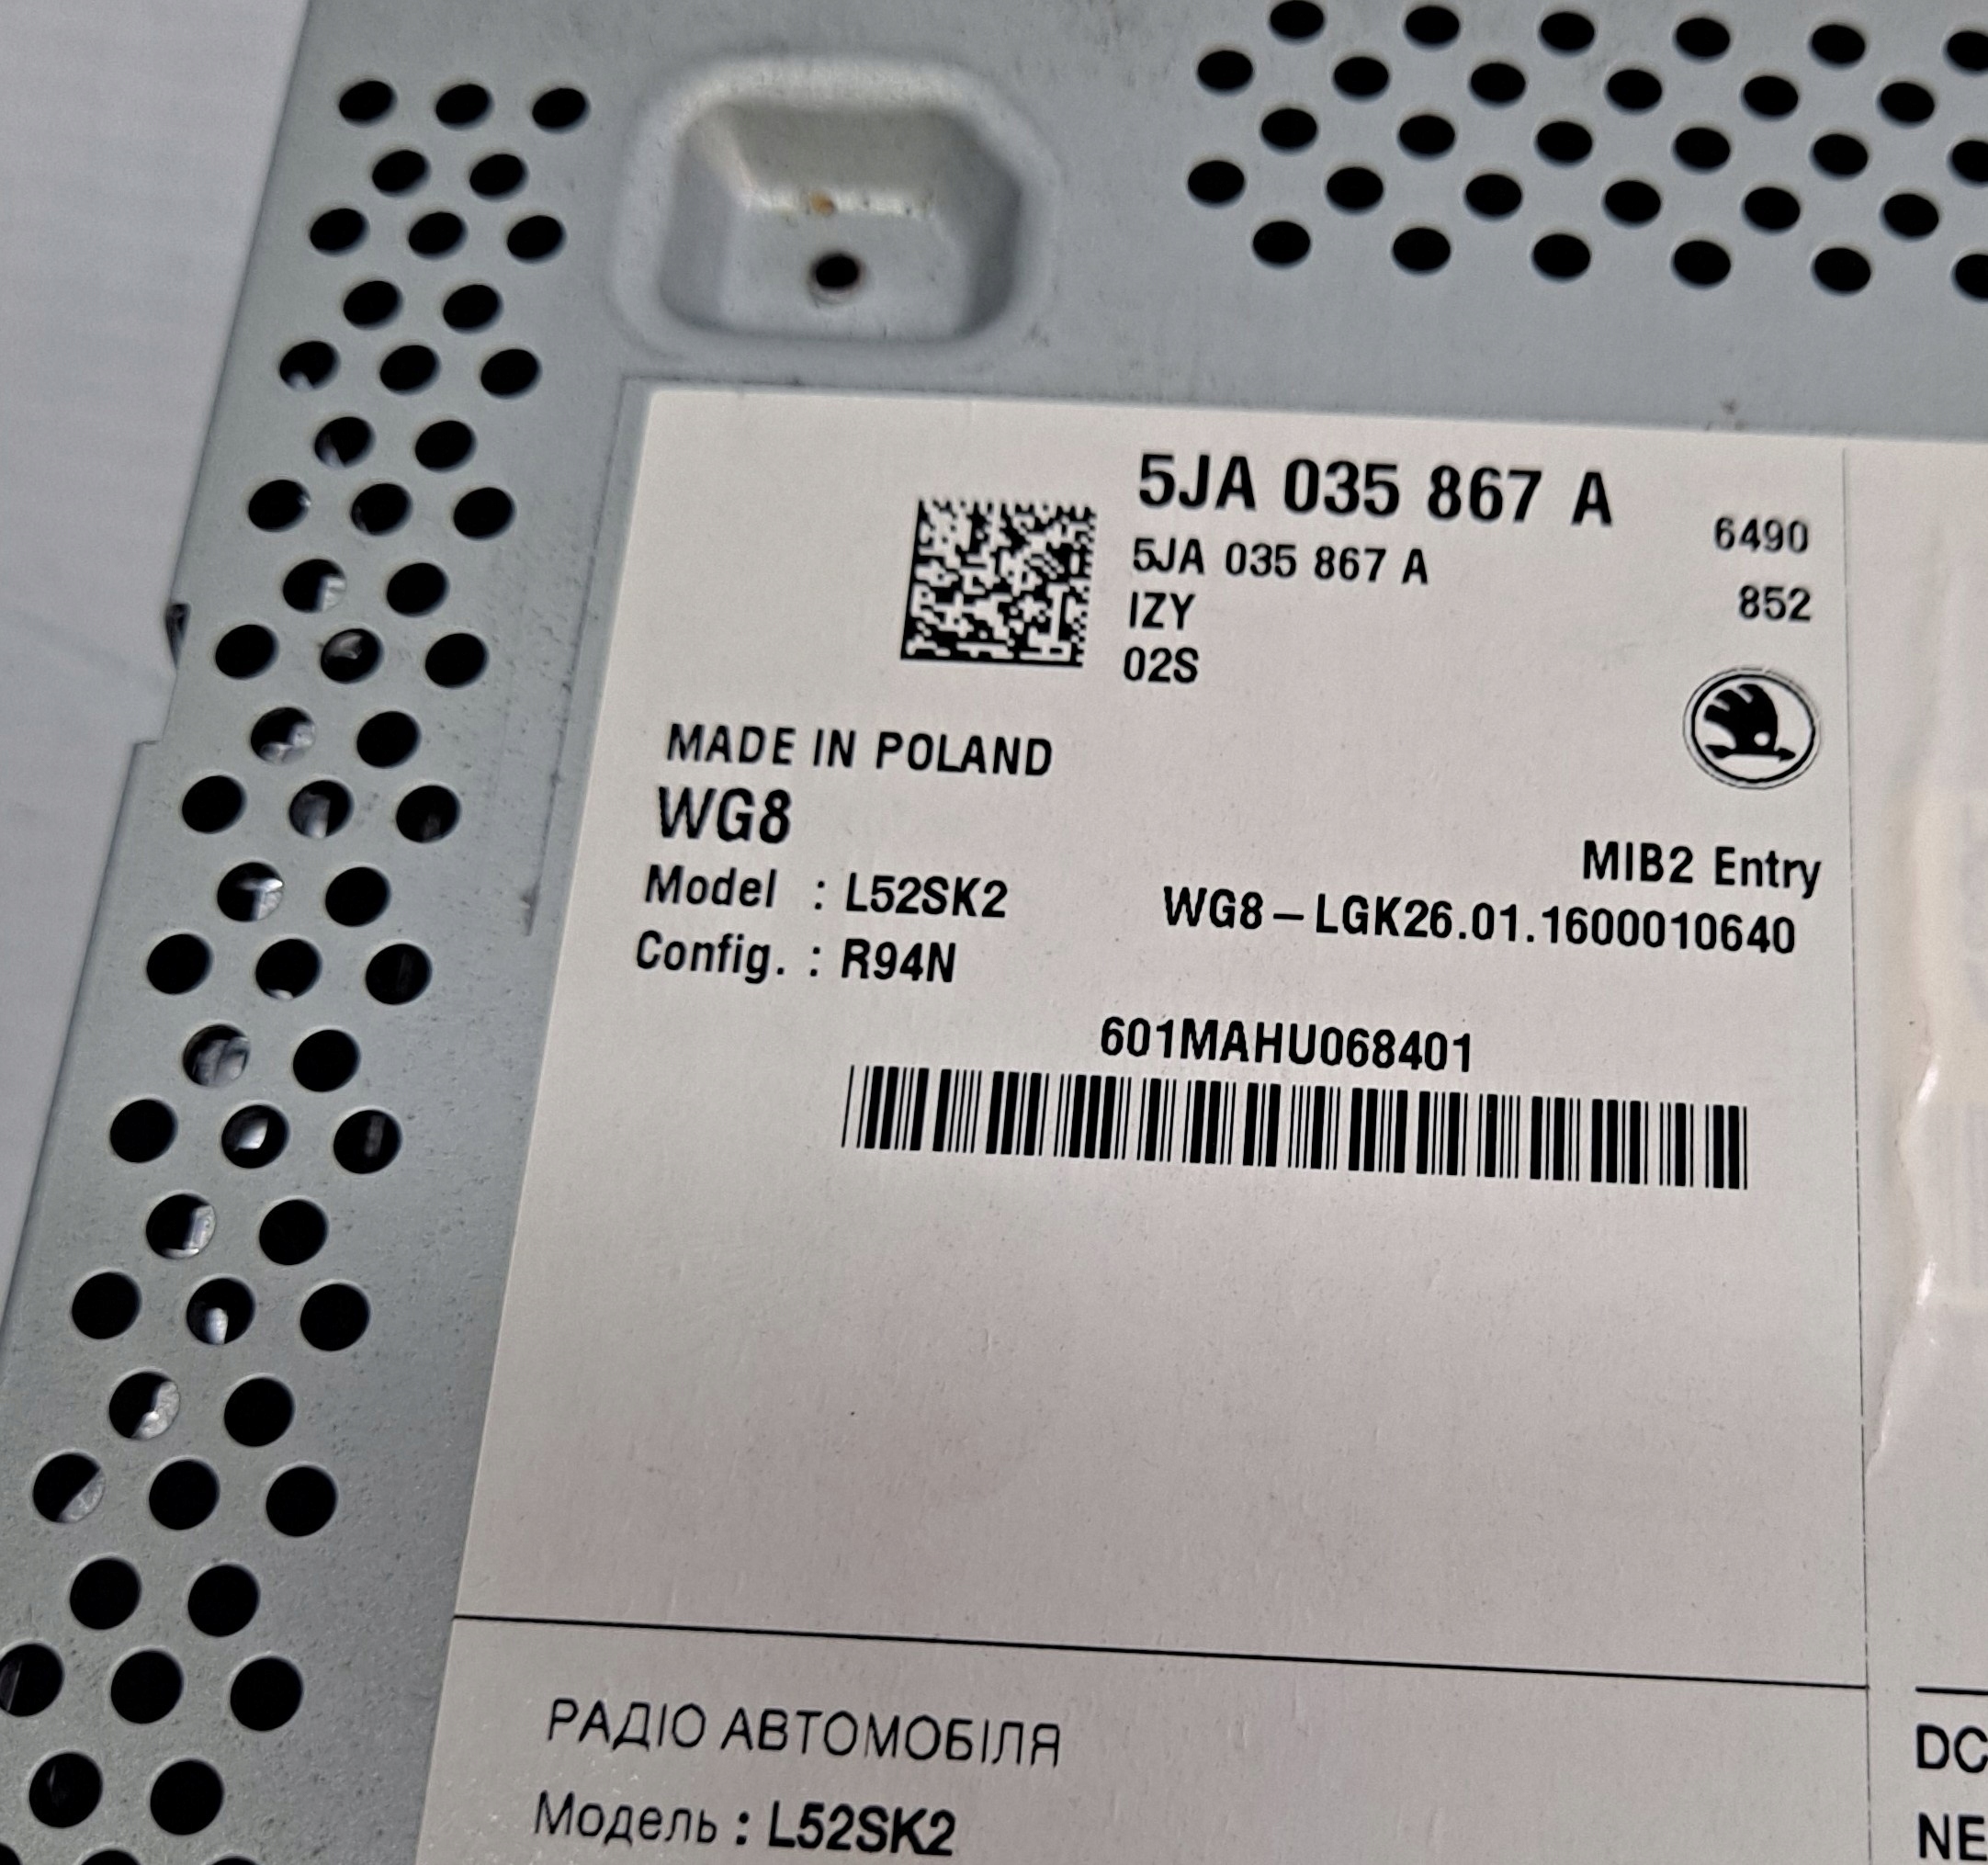 5JA 035 867 A
6490
5JA 035 867 A
852
IZY
02S
MADE IN POLAND
WG8
MIB2 Entry
Model : L52SK2
WG8-LGK26.01.1600010640
Config. : R94N
601MAHU068401
РАДІО АВТОМОБІЛЯ
Модель : L52SK2
DC
NE